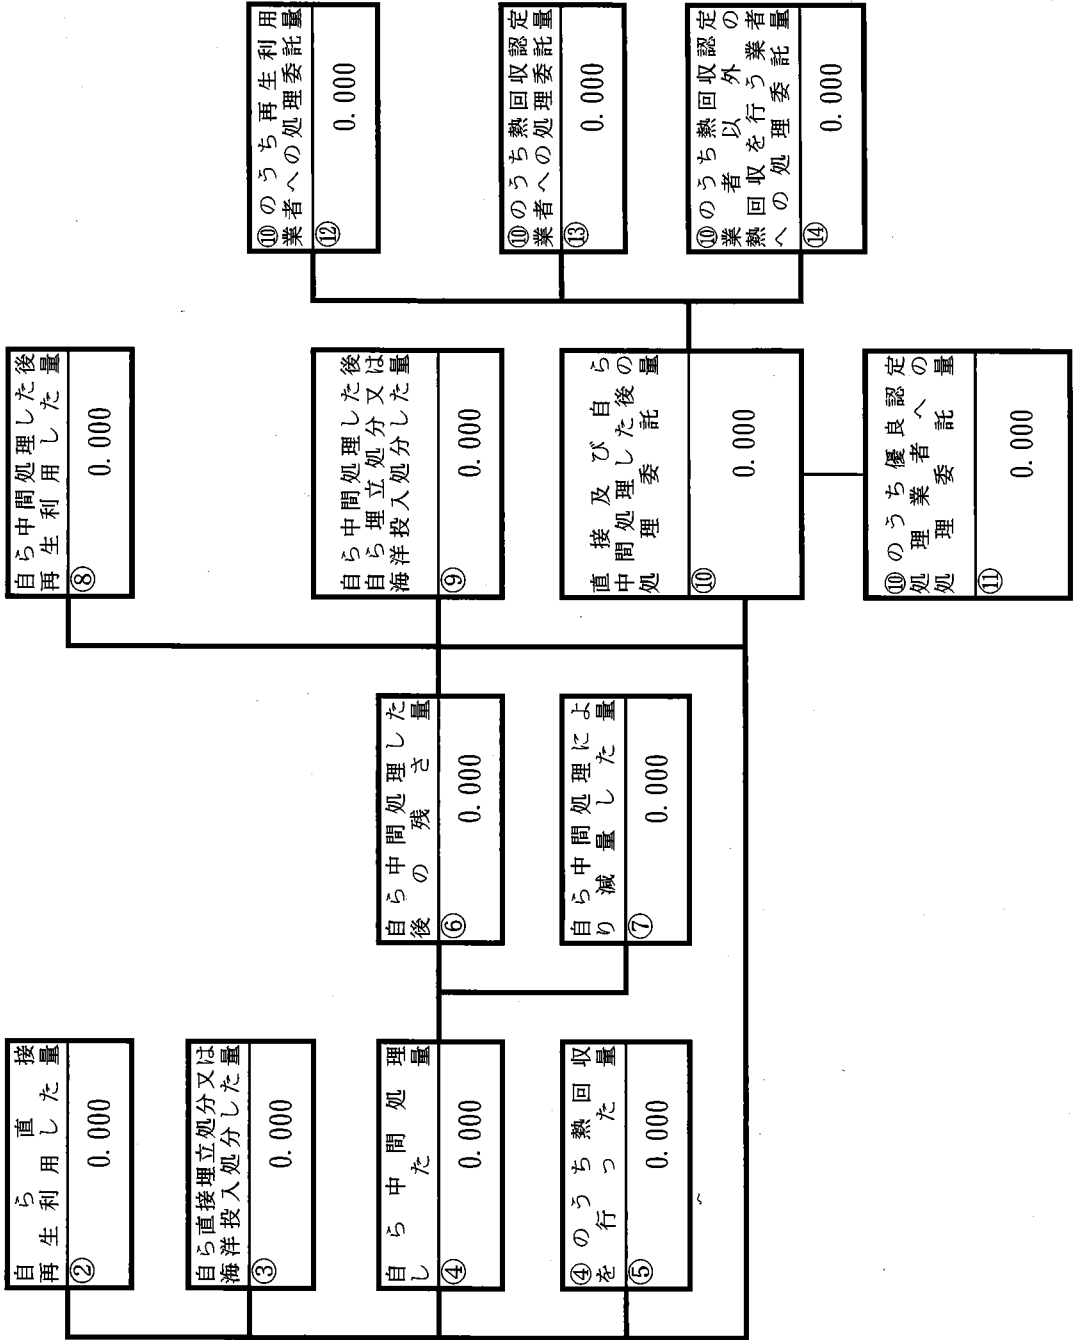 自ら直接
再生利用した量
② 0.000
自ら直接埋立処分又は
海洋投入処分した量
③ 0.000
自ら中間処理
した量
④ 0.000
④のうち熱回収
を行った量
⑤ 0.000
自ら中間処理した
後の残さ量
⑥ 0.000
自ら中間処理によ
り減量した量
⑦ 0.000
自ら中間処理した後
再生利用した量
⑧ 0.000
自ら中間処理した後
自ら埋立処分又は
海洋投入処分した量
⑨ 0.000
直接及び自ら
中間処理した後の
処理委託量
⑩ 0.000
⑩のうち優良認定
処理業者への
処理委託量
⑪ 0.000
⑩のうち再生利用
業者への処理委託量
⑫ 0.000
⑩のうち熱回収認定
業者への処理委託量
⑬ 0.000
⑩のうち熱回収認定
業者以外の
熱回収を行う業者
への処理委託量
⑭ 0.000